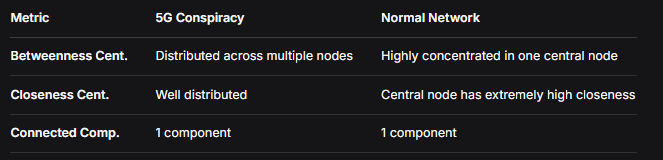 Metric 5G Conspiracy Normal Network
Betweenness Cent. Distributed across multiple nodes Highly concentrated in one central node
Closeness Cent. Well distributed Central node has extremely high closeness
Connected Comp. 1 component 1 component